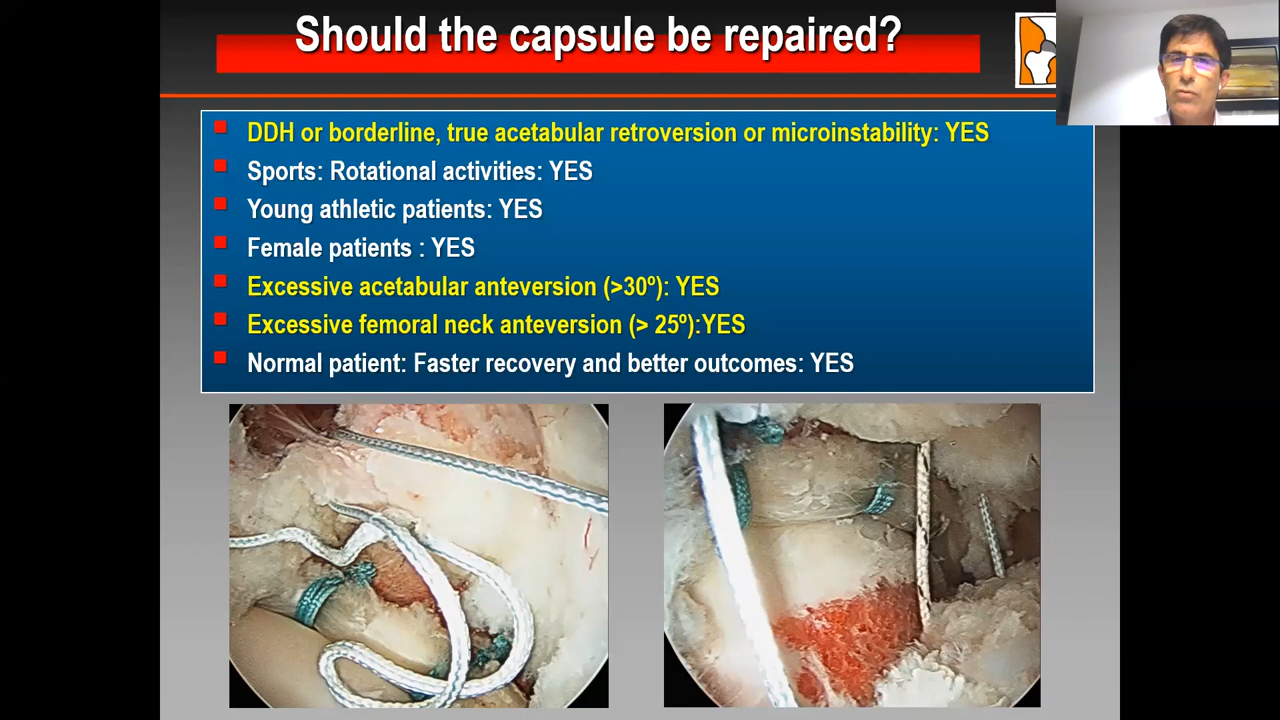 Should the capsule be repaired?
DDH or borderline, true acetabular retroversion or microinstability: YES
Sports: Rotational activities: YES
Young athletic patients: YES
Female patients : YES
Excessive acetabular anteversion (>30º): YES
Excessive femoral neck anteversion (> 25º):YES
Normal patient: Faster recovery and better outcomes: YES